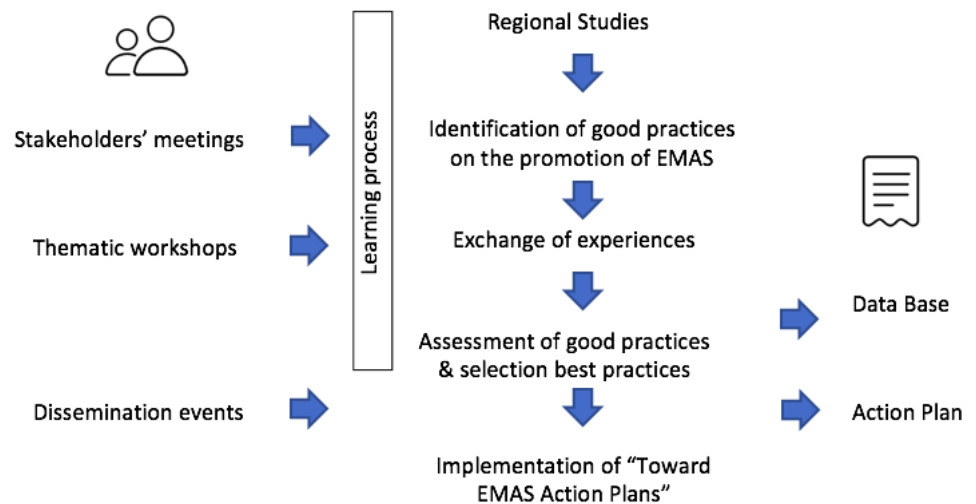 Regional Studies
Stakeholders' meetings
Learning process
Identification of good practices
on the promotion of EMAS
Thematic workshops
Exchange of experiences
Data Base
Assessment of good practices
& selection best practices
Dissemination events
Action Plan
Implementation of “Toward
EMAS Action Plans”